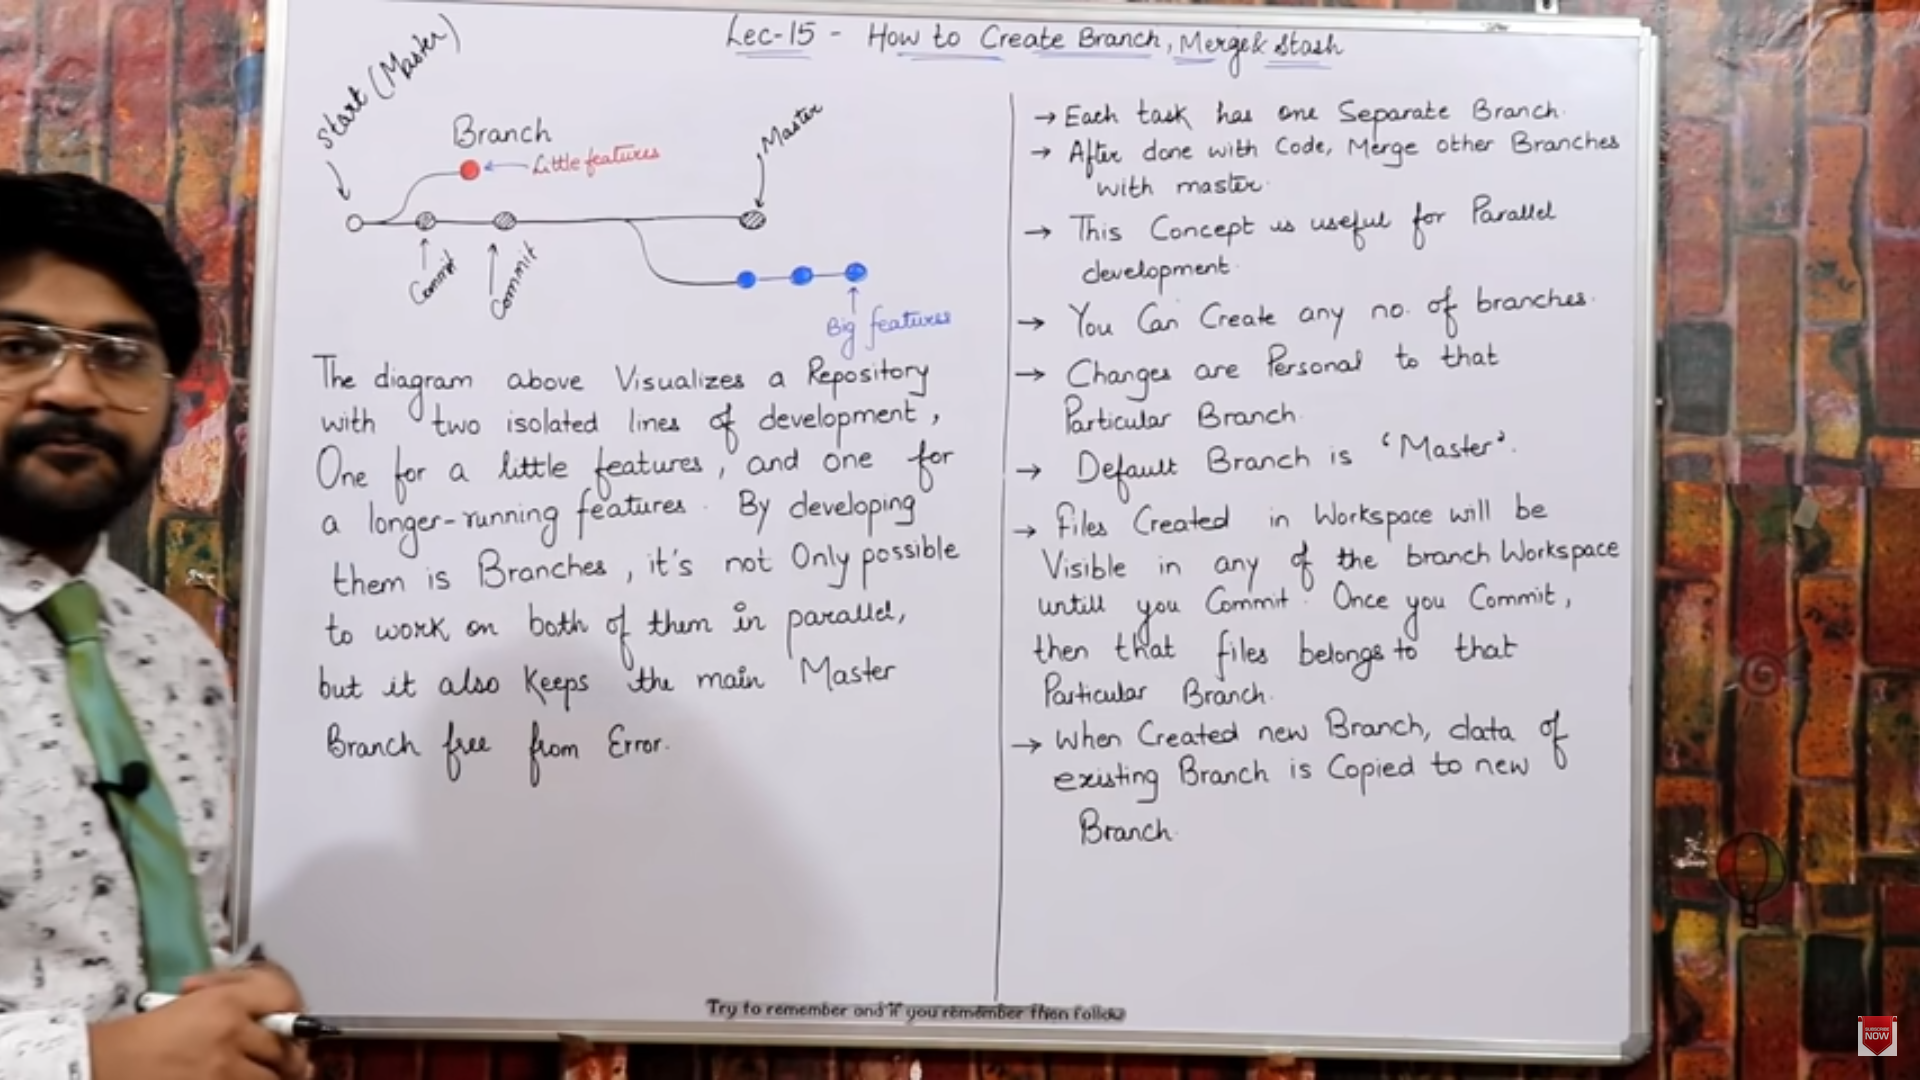 Lec-15 - How to Create Branch, Merge & Stash
Start (Master)
Branch
Little features
Master
Commit
Commit
Big features
The diagram above Visualizes a Repository
with two isolated lines of development,
One for a little features, and one for
a longer-running features. By developing
them is Branches, it's not Only possible
to work on both of them in parallel,
but it also Keeps the main Master
Branch free from Error.
→ Each task has one Separate Branch.
→ After done with Code, Merge other Branches
with master.
→ This Concept is useful for Parallel
development.
→ You Can Create any no. of branches.
→ Changes are Personal to that
Particular Branch.
→ Default Branch is 'Master'.
→ Files Created in Workspace will be
Visible in any of the branch Workspace
untill you Commit. Once you Commit,
then that files belongs to that
Particular Branch.
→ When Created new Branch, data of
existing Branch is Copied to new
Branch.
Try to remember and if you remember then follow
SUBSCRIBE
NOW